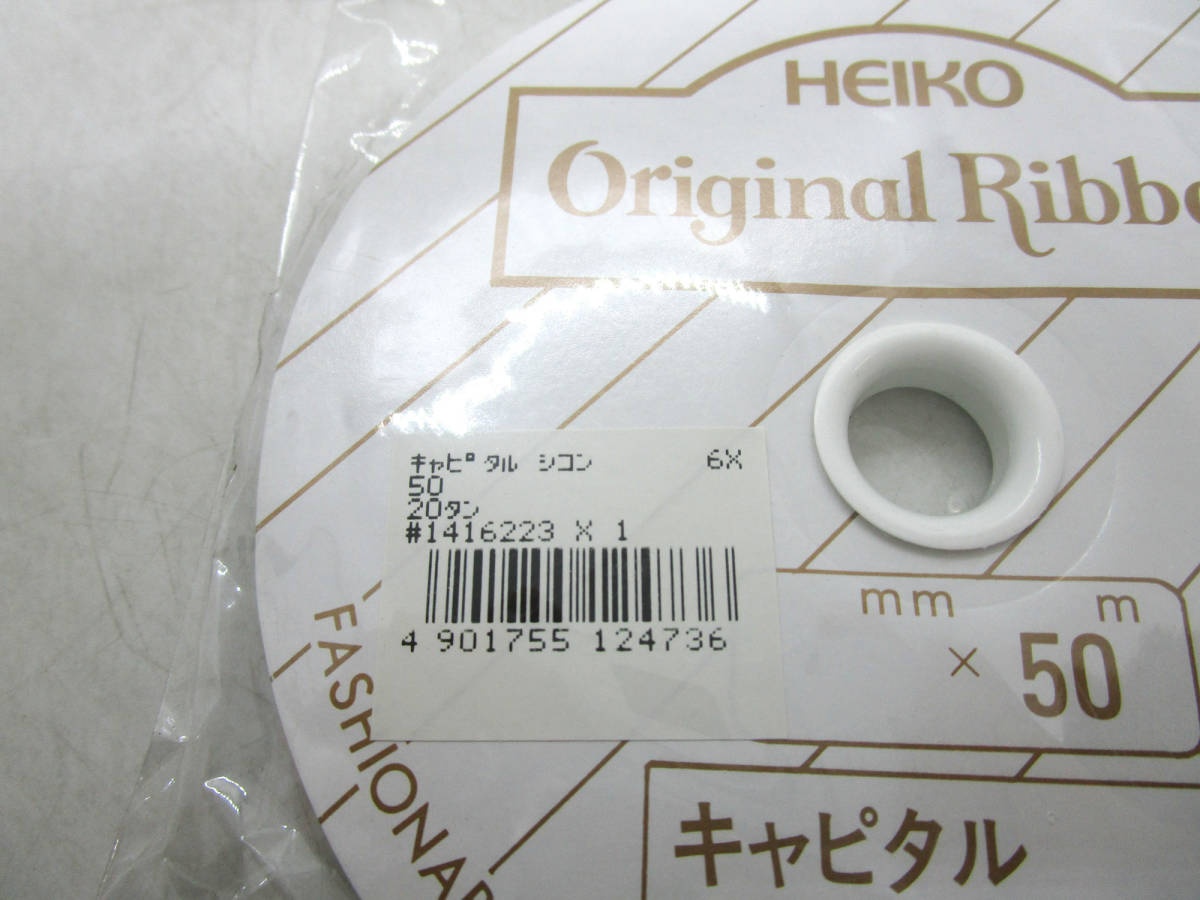 HEIKO
Original Ribbo
キャピタル シコン 6X
50
20タン
#1416223 X 1
4 901755 124736
mm m
× 50
FASHIONAB
キャピタル